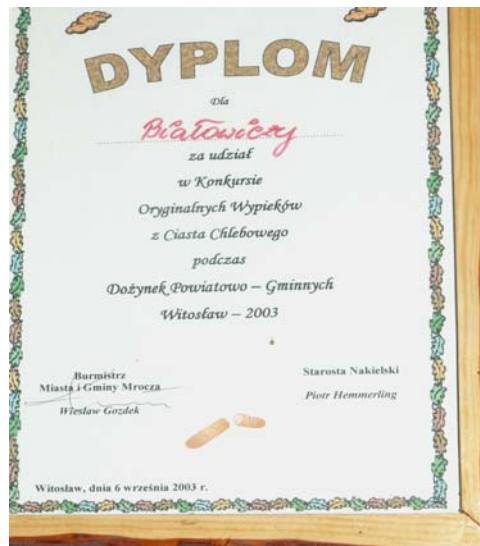 DYPLOM
Dla
Białowiczy
za udział
w Konkursie
Oryginalnych Wypieków
z Ciasta Chlebowego
podczas
Dożynek Powiatowo – Gminnych
Witosław – 2003
Burmistrz
Miasta i Gminy Mrocza
Wiesław Gozdek
Starosta Nakielski
Piotr Hemmerling
Witosław, dnia 6 września 2003 r.